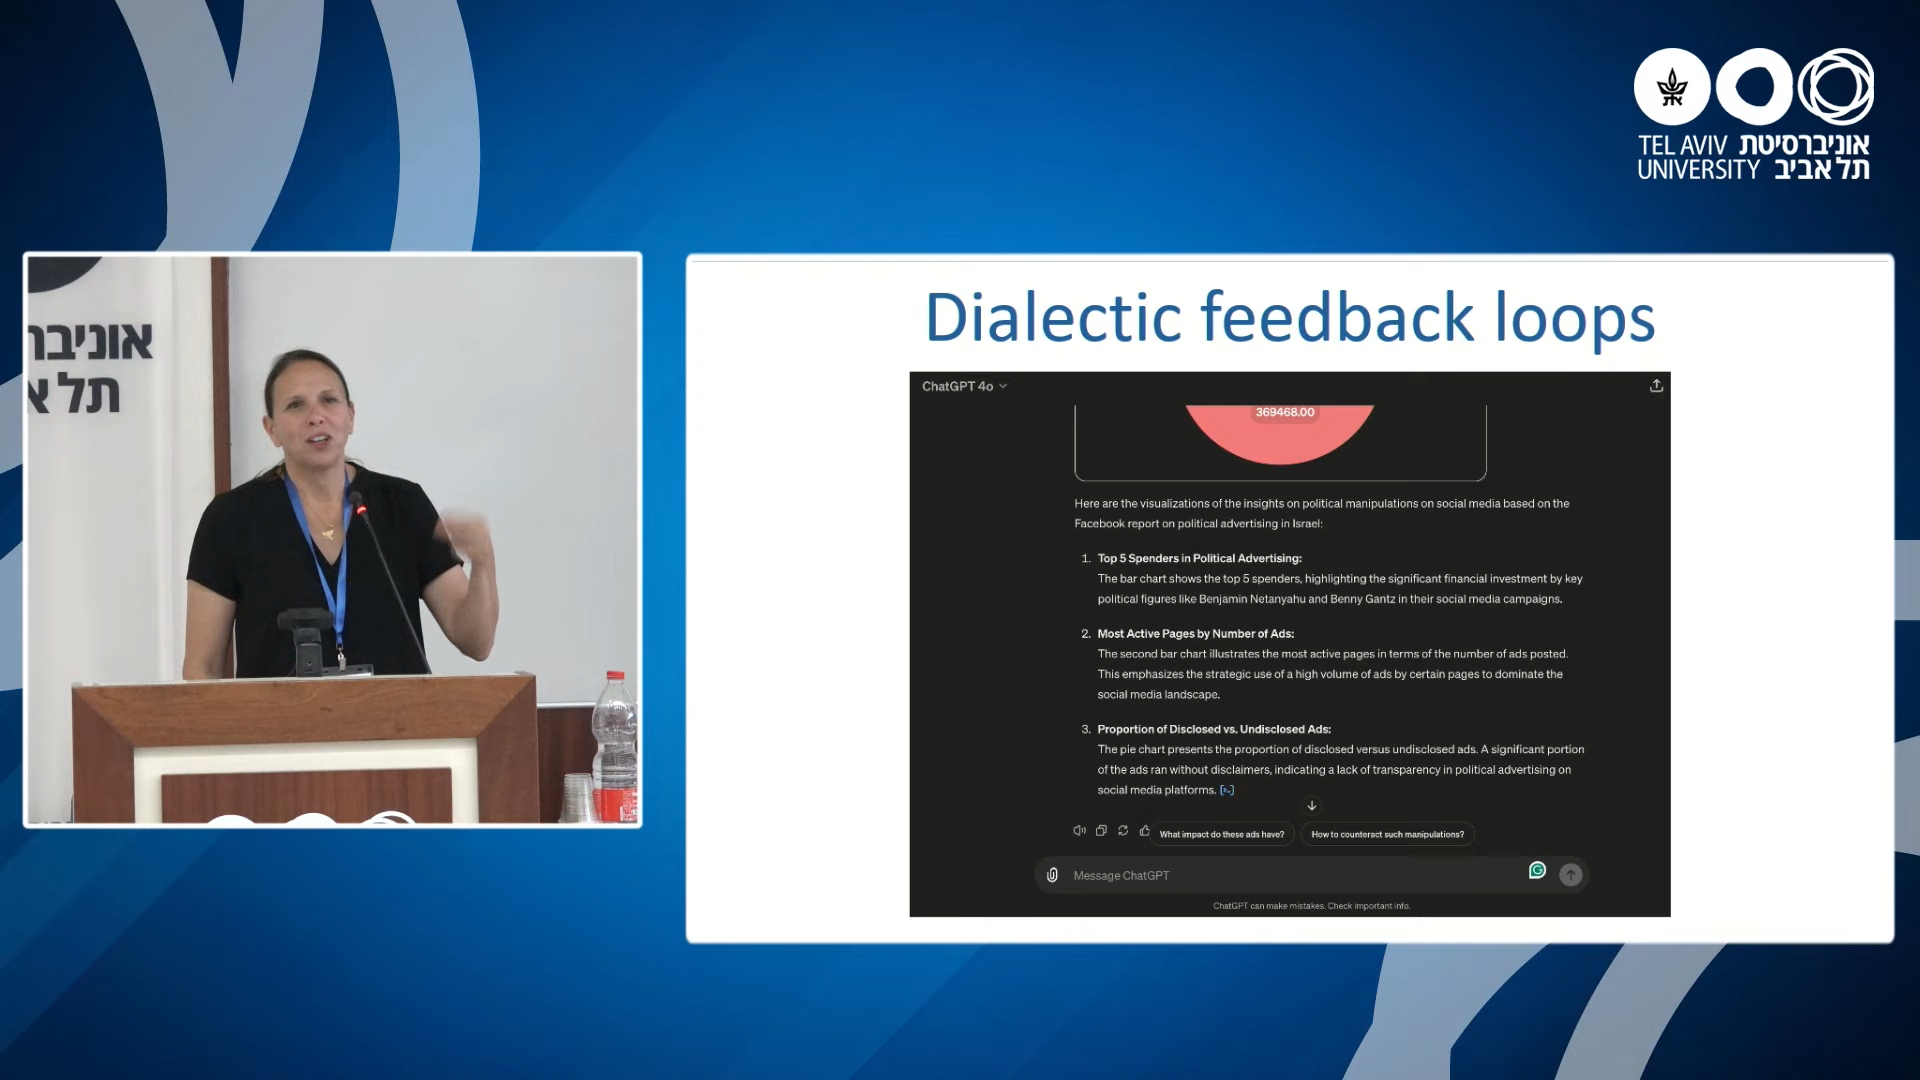 TEL AVIV אוניברסיטת
UNIVERSITY תל אביב
אוניבר
תל א
Dialectic feedback loops
ChatGPT 4o
369468.00
Here are the visualizations of the insights on political manipulations on social media based on the
Facebook report on political advertising in Israel:
1. Top 5 Spenders in Political Advertising:
The bar chart shows the top 5 spenders, highlighting the significant financial investment by key
political figures like Benjamin Netanyahu and Benny Gantz in their social media campaigns.
2. Most Active Pages by Number of Ads:
The second bar chart illustrates the most active pages in terms of the number of ads posted.
This emphasizes the strategic use of a high volume of ads by certain pages to dominate the
social media landscape.
3. Proportion of Disclosed vs. Undisclosed Ads:
The pie chart presents the proportion of disclosed versus undisclosed ads. A significant portion
of the ads ran without disclaimers, indicating a lack of transparency in political advertising on
social media platforms. [>-]
What impact do these ads have? How to counteract such manipulations?
Message ChatGPT
ChatGPT can make mistakes. Check important info.